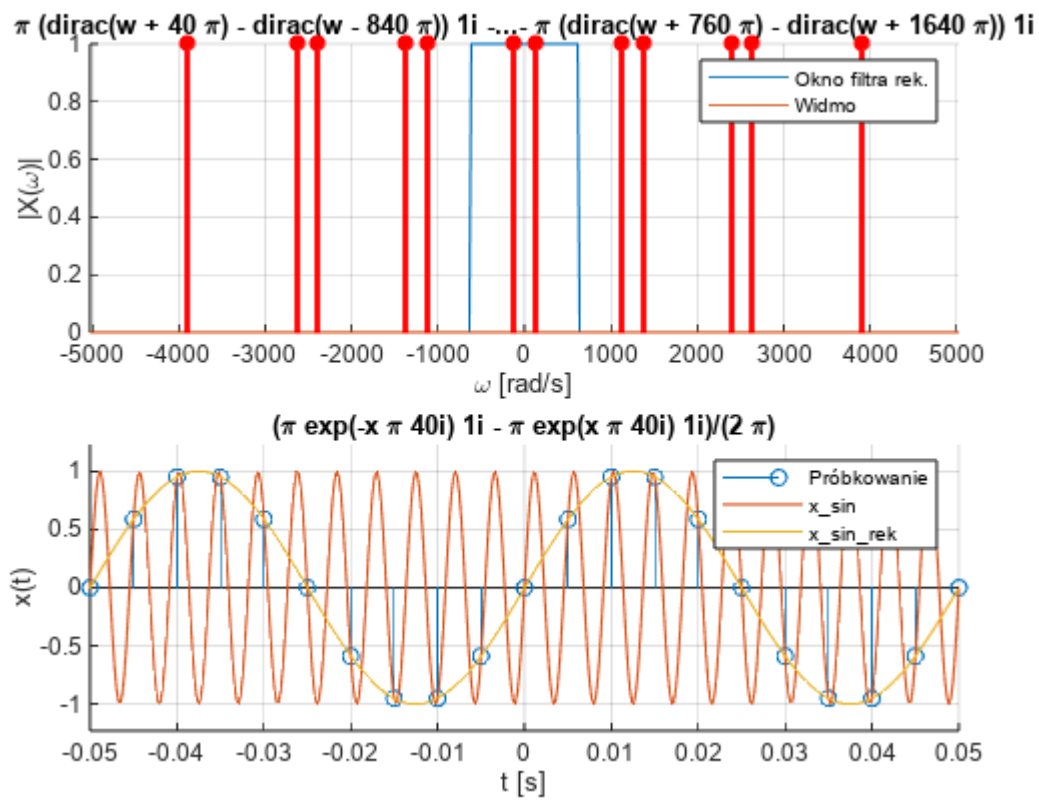 π (dirac(w + 40 π) - dirac(w - 840 π)) 1i -...- π (dirac(w + 760 π) - dirac(w + 1640 π)) 1i
1
0.8
0.6
0.4
0.2
0
|X(ω)|
Okno filtra rek.
Widmo
-5000 -4000 -3000 -2000 -1000 0 1000 2000 3000 4000 5000
ω [rad/s]
(π exp(-x π 40i) 1i - π exp(x π 40i) 1i)/(2 π)
1
0.5
0
-0.5
-1
x(t)
Próbkowanie
x_sin
x_sin_rek
-0.05 -0.04 -0.03 -0.02 -0.01 0 0.01 0.02 0.03 0.04 0.05
t [s]